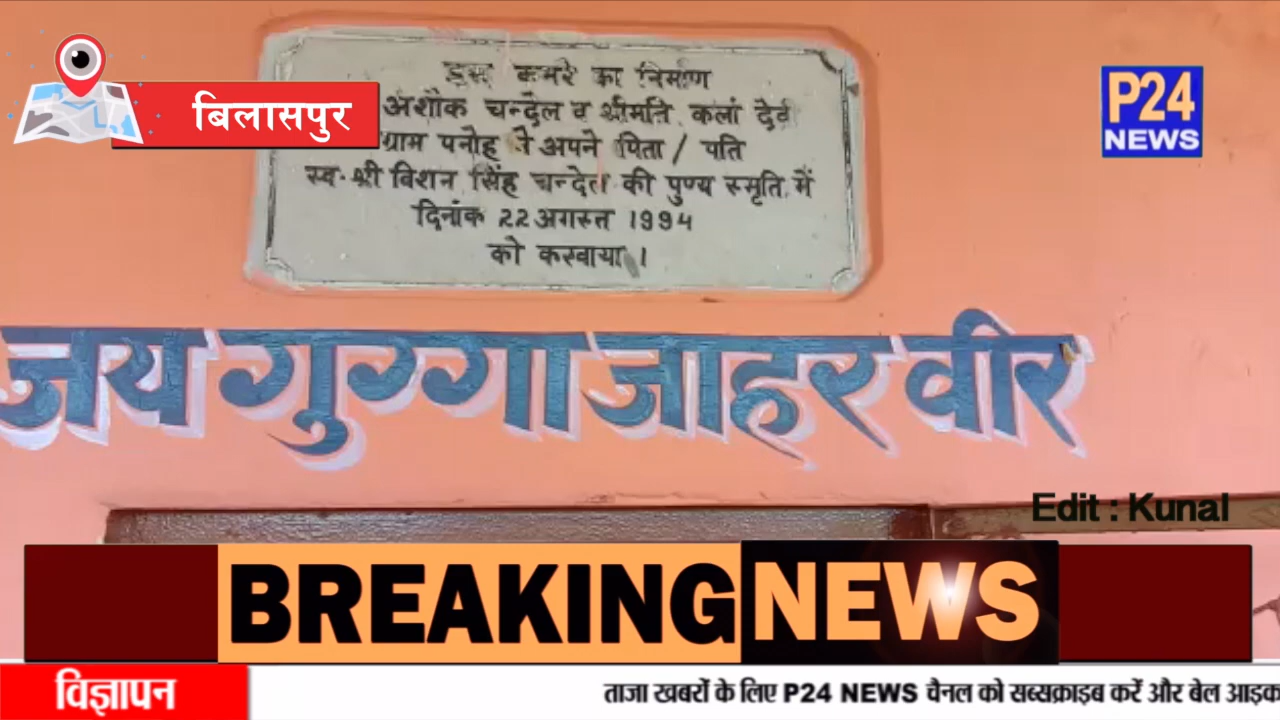 इस कमरे का निर्माण
अशोक चन्देल व श्रीमति कलां देवी
ग्राम पनोह ने अपने पिता / पति
स्व. श्री बिशन सिंह चन्देल की पुण्य स्मृति में
दिनांक 22 अगस्त 1994
को करवाया।
बिलासपुर
P24
NEWS
जय गुग्गा जाहर वीर
Edit : Kunal
BREAKING NEWS
विज्ञापन
ताजा खबरों के लिए P24 NEWS चैनल को सब्सक्राइब करें और बेल आइक